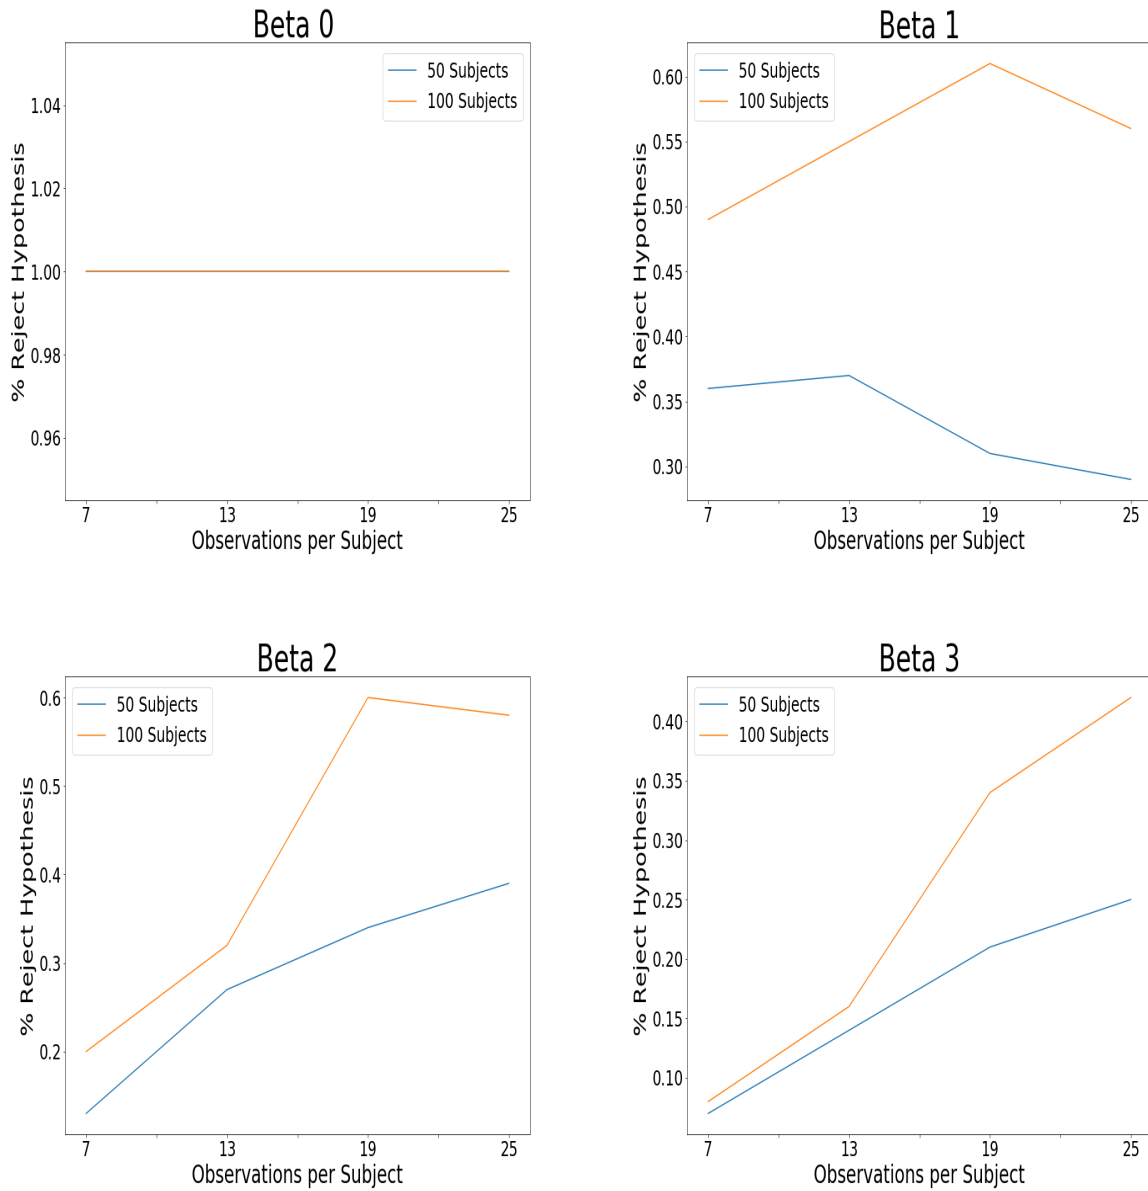 Beta 0
50 Subjects
100 Subjects
% Reject Hypothesis
1.04
1.02
1.00
0.98
0.96
7 13 19 25
Observations per Subject
Beta 1
50 Subjects
100 Subjects
% Reject Hypothesis
0.60
0.55
0.50
0.45
0.40
0.35
0.30
7 13 19 25
Observations per Subject
Beta 2
50 Subjects
100 Subjects
% Reject Hypothesis
0.6
0.5
0.4
0.3
0.2
7 13 19 25
Observations per Subject
Beta 3
50 Subjects
100 Subjects
% Reject Hypothesis
0.40
0.35
0.30
0.25
0.20
0.15
0.10
7 13 19 25
Observations per Subject